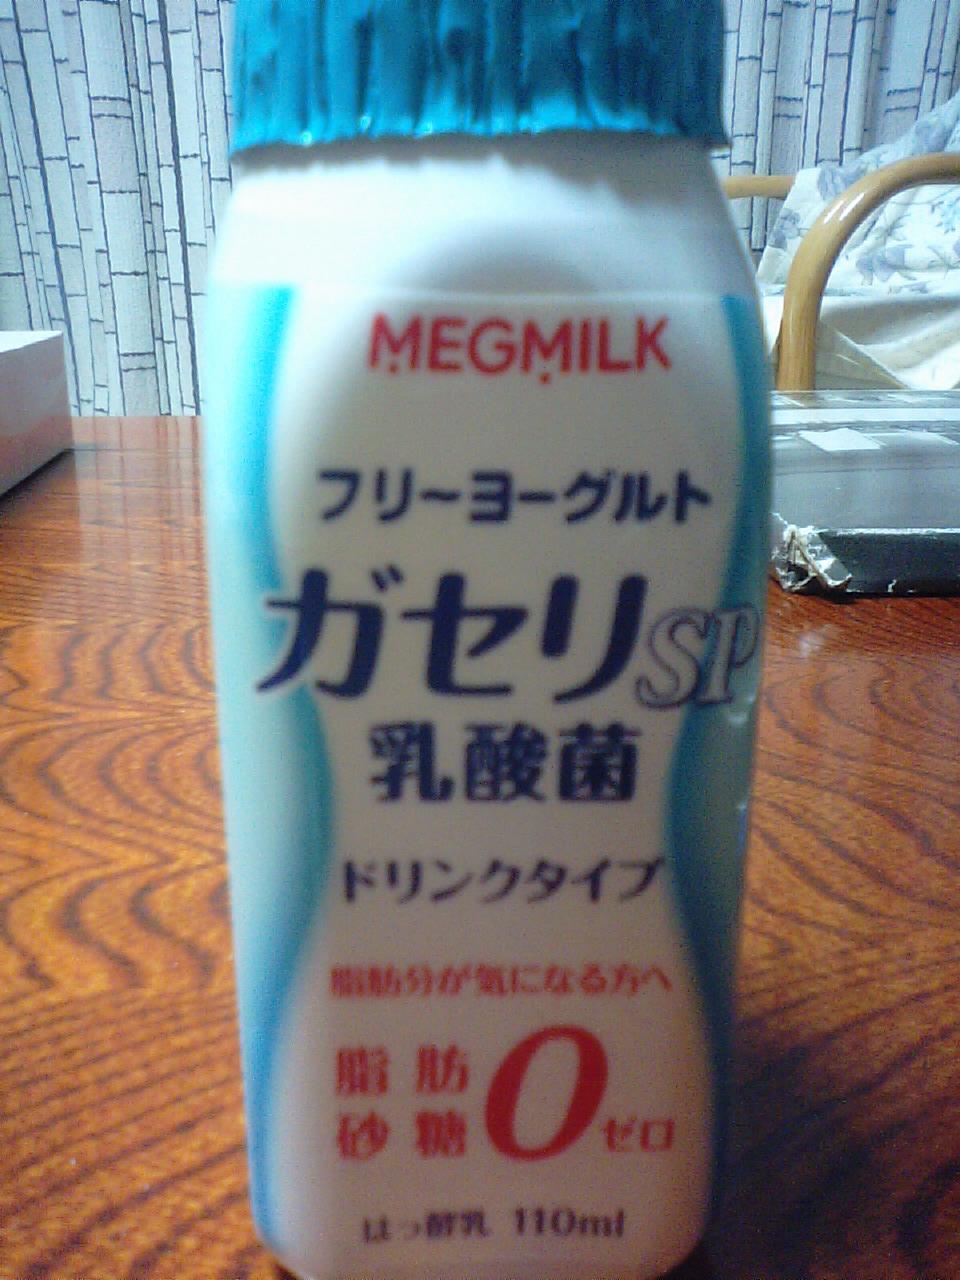 MEGMILK
フリーヨーグルト
ガセリSP
乳酸菌
ドリンクタイプ
脂肪分が気になる方へ
脂肪
砂糖
0ゼロ
はっ酵乳 110ml